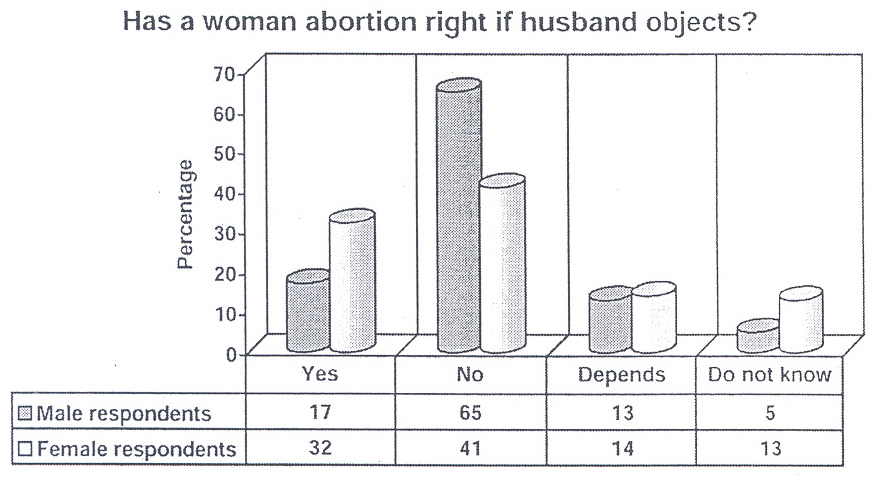 Has a woman abortion right if husband objects?
Percentage
70
60
50
40
30
20
10
0
Yes No Depends Do not know
Male respondents 17 65 13 5
Female respondents 32 41 14 13